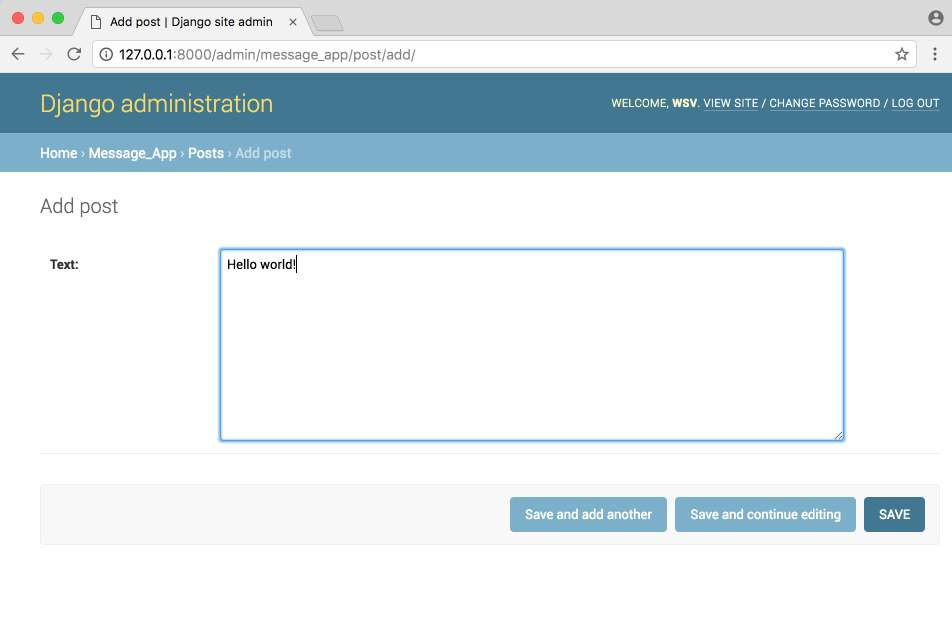 Add post | Django site admin
127.0.0.1:8000/admin/message_app/post/add/
Django administration
WELCOME, WSV. VIEW SITE / CHANGE PASSWORD / LOG OUT
Home › Message_App › Posts › Add post
Add post
Text:
Hello world!
Save and add another
Save and continue editing
SAVE